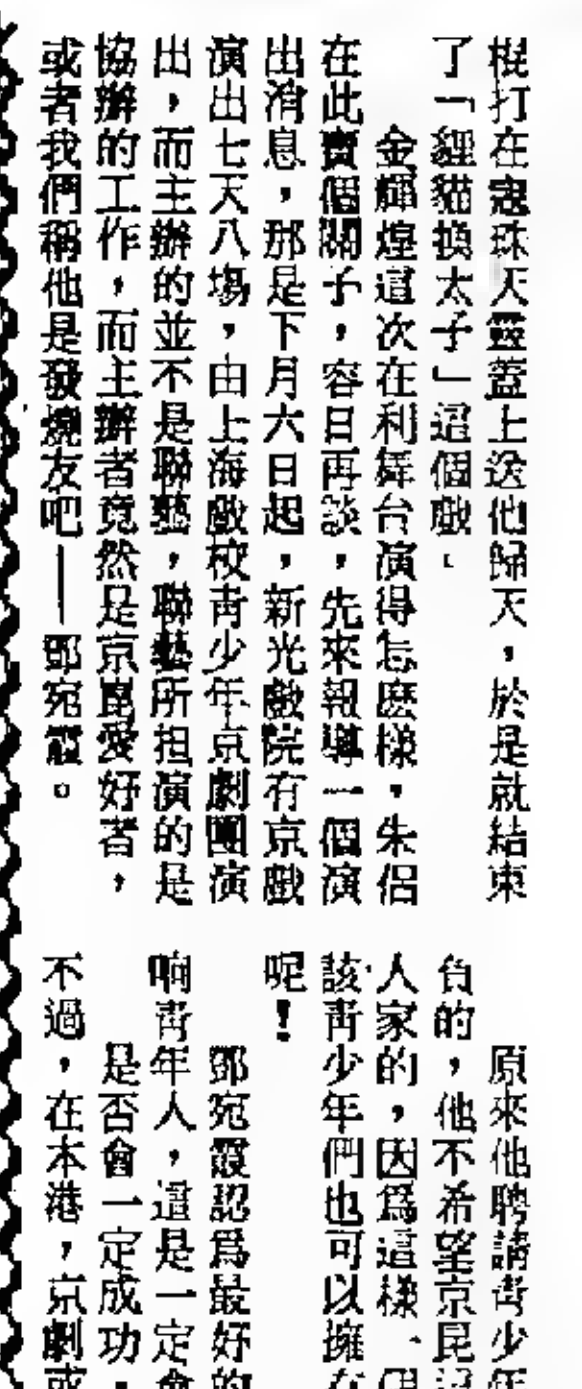 棍打在寇珠天靈蓋上送他歸天，於是就結束
了「貍貓換太子」這個戲。
金輝煌這次在利舞台演得怎麽樣，朱侶
在此賣個關子，容日再談，先來報導一個演
出消息，那是下月六日起，新光戲院有京戲
演出七天八場，由上海戲校青少年京劇團演
出，而主辦的並不是聯藝，聯藝所担演的是
協辦的工作，而主辦者竟然是京崑愛好者，
或者我們稱他是發燒友吧——鄧宛霞。
原來他聘請青少年
負的，他不希望京昆
人家的，因爲這樣、
該青少年們也可以擁
呢！
鄧宛霞認爲最好的
响青年人，這是一定會
是否會一定成功，
不過，在本港，京劇或